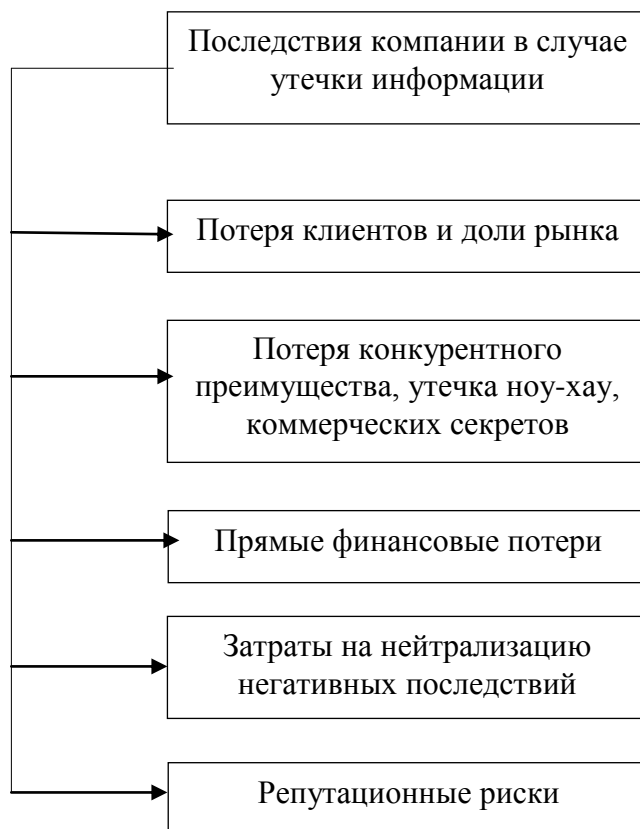 Последствия компании в случае
утечки информации
Потеря клиентов и доли рынка
Потеря конкурентного
преимущества, утечка ноу-хау,
коммерческих секретов
Прямые финансовые потери
Затраты на нейтрализацию
негативных последствий
Репутационные риски